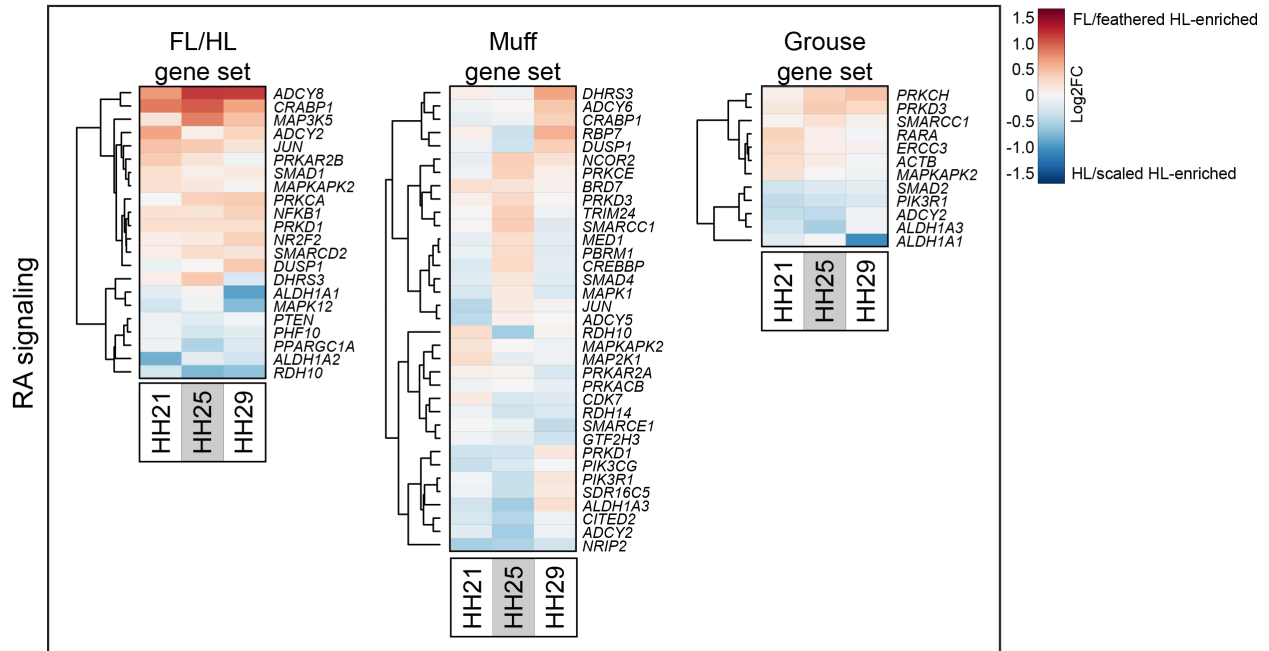 RA signaling
FL/HL
gene set
ADCY8
CRABP1
MAP3K5
ADCY2
JUN
PRKAR2B
SMAD1
MAPKAPK2
PRKCA
NFKB1
PRKD1
NR2F2
SMARCD2
DUSP1
DHRS3
ALDH1A1
MAPK12
PTEN
PHF10
PPARGC1A
ALDH1A2
RDH10
HH21
HH25
HH29
Muff
gene set
DHRS3
ADCY6
CRABP1
RBP7
DUSP1
NCOR2
PRKCE
BRD7
PRKD3
TRIM24
SMARCC1
MED1
PBRM1
CREBBP
SMAD4
MAPK1
JUN
ADCY5
RDH10
MAPKAPK2
MAP2K1
PRKAR2A
PRKACB
CDK7
RDH14
SMARCE1
GTF2H3
PRKD1
PIK3CG
PIK3R1
SDR16C5
ALDH1A3
CITED2
ADCY2
NRIP2
HH21
HH25
HH29
Grouse
gene set
PRKCH
PRKD3
SMARCC1
RARA
ERCC3
ACTB
MAPKAPK2
SMAD2
PIK3R1
ADCY2
ALDH1A3
ALDH1A1
HH21
HH25
HH29
1.5
1.0
0.5
0
-0.5
-1.0
-1.5
Log2FC
FL/feathered HL-enriched
HL/scaled HL-enriched